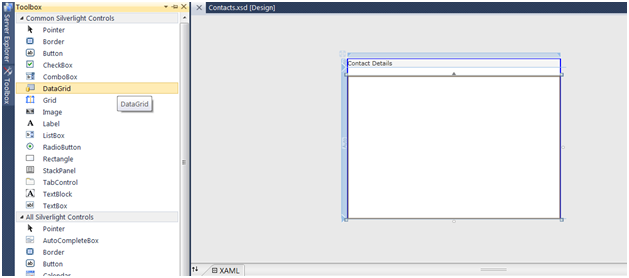 Toolbox
Common Silverlight Controls
Pointer
Border
Button
CheckBox
ComboBox
DataGrid
Grid
Image
Label
ListBox
RadioButton
Rectangle
StackPanel
TabControl
TextBlock
TextBox
All Silverlight Controls
Pointer
AutoCompleteBox
Border
Button
Calendar
Server Explorer
Toolbox
DataGrid
Contacts.xsd [Design]
Contact Details
XAML